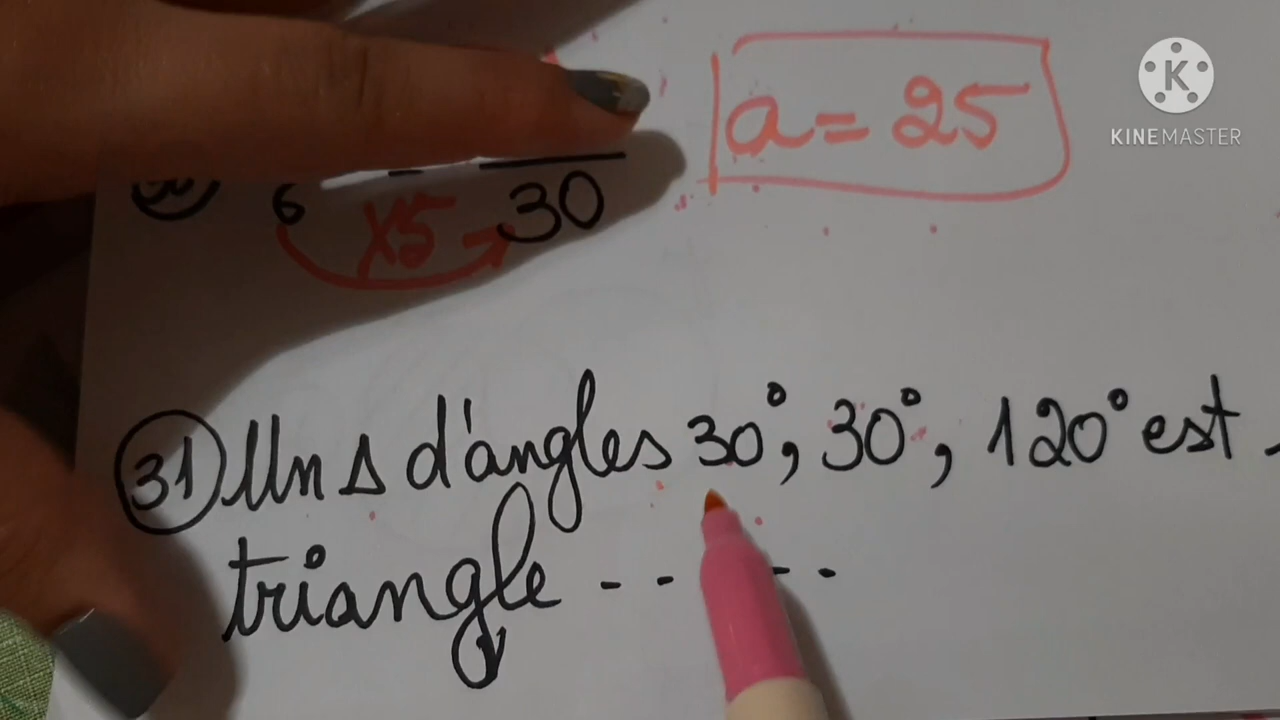 a = 25
KINEMASTER
6 - 30
x5
31 Un Δ d'angles 30°, 30°, 120° est .
triangle - - - -